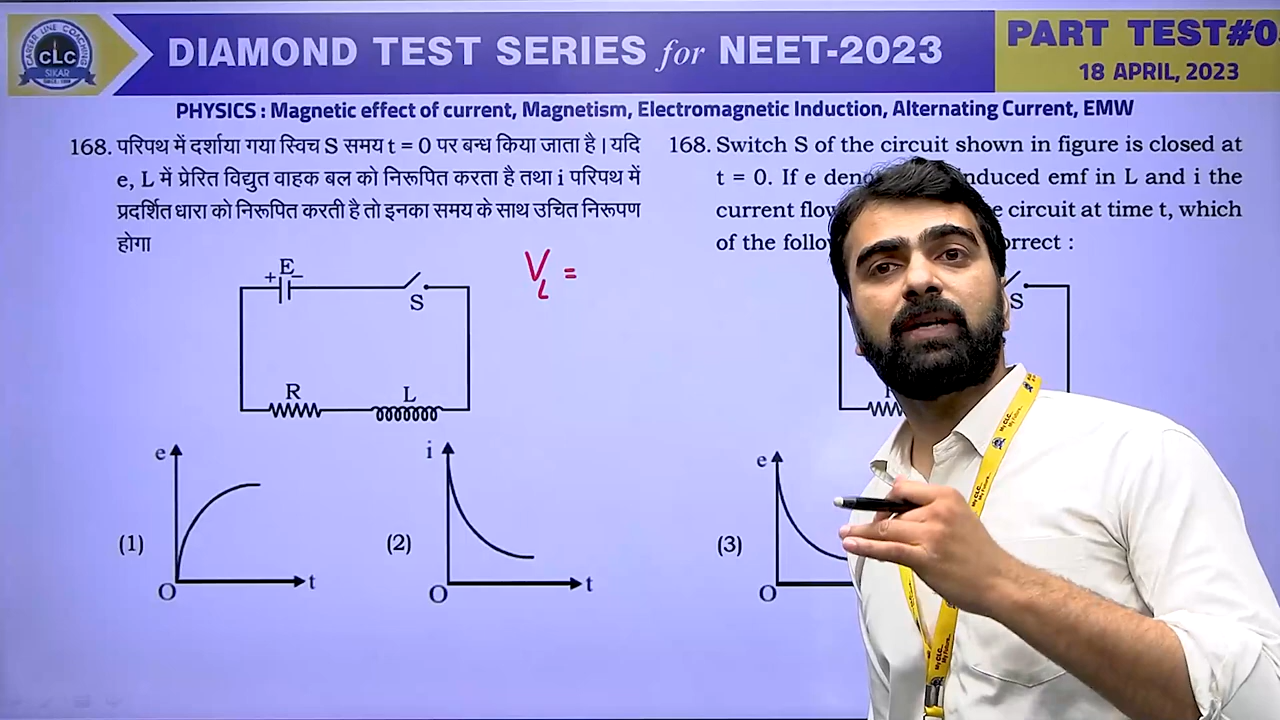 CAREER LINE COACHING
CLC
SIKAR
DIAMOND TEST SERIES for NEET-2023
PART TEST#0
18 APRIL, 2023
PHYSICS : Magnetic effect of current, Magnetism, Electromagnetic Induction, Alternating Current, EMW
168. परिपथ में दर्शाया गया स्विच S समय t = 0 पर बन्ध किया जाता है। यदि
e, L में प्रेरित विद्युत वाहक बल को निरूपित करता है तथा i परिपथ में
प्रदर्शित धारा को निरूपित करती है तो इनका समय के साथ उचित निरूपण
होगा
168. Switch S of the circuit shown in figure is closed at
t = 0. If e deno nduced emf in L and i the
current flow e circuit at time t, which
of the follo orrect :
+ E −
S
R
L
V_L =
S
e
(1)
O
t
i
(2)
O
t
e
(3)
O